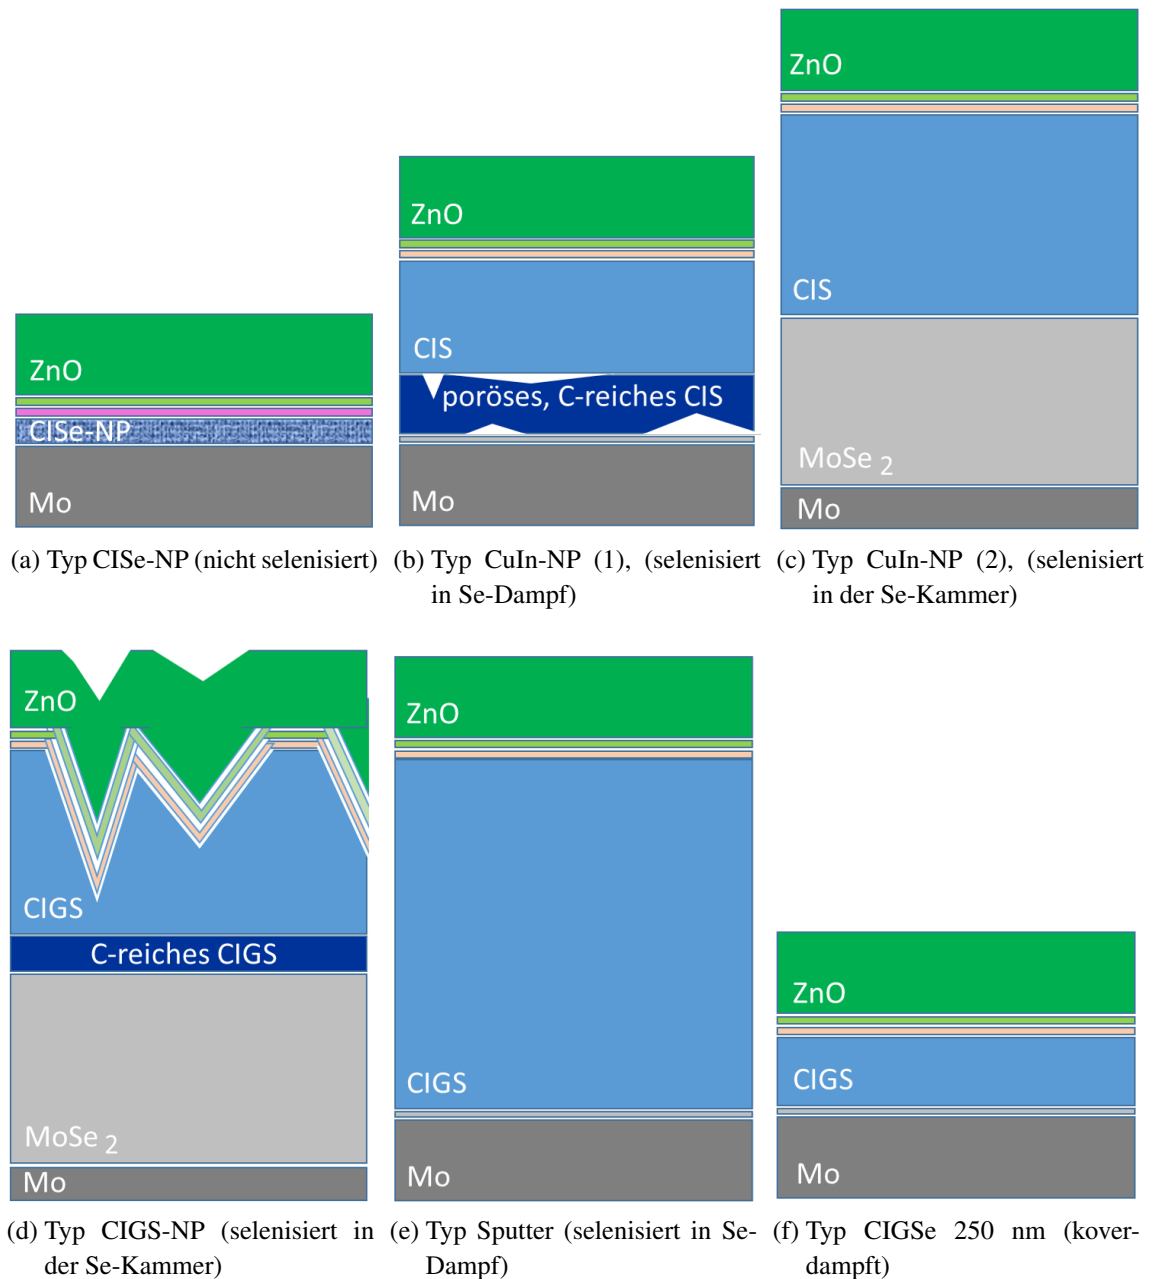 ZnO
CISe-NP
Mo
(a) Typ CISe-NP (nicht selenisiert)
ZnO
CIS
poröses, C-reiches CIS
Mo
(b) Typ CuIn-NP (1), (selenisiert
in Se-Dampf)
ZnO
CIS
MoSe 2
Mo
(c) Typ CuIn-NP (2), (selenisiert
in der Se-Kammer)
ZnO
CIGS
C-reiches CIGS
MoSe 2
Mo
(d) Typ CIGS-NP (selenisiert in
der Se-Kammer)
ZnO
CIGS
Mo
(e) Typ Sputter (selenisiert in Se-
Dampf)
ZnO
CIGS
Mo
(f) Typ CIGSe 250 nm (kover-
dampft)